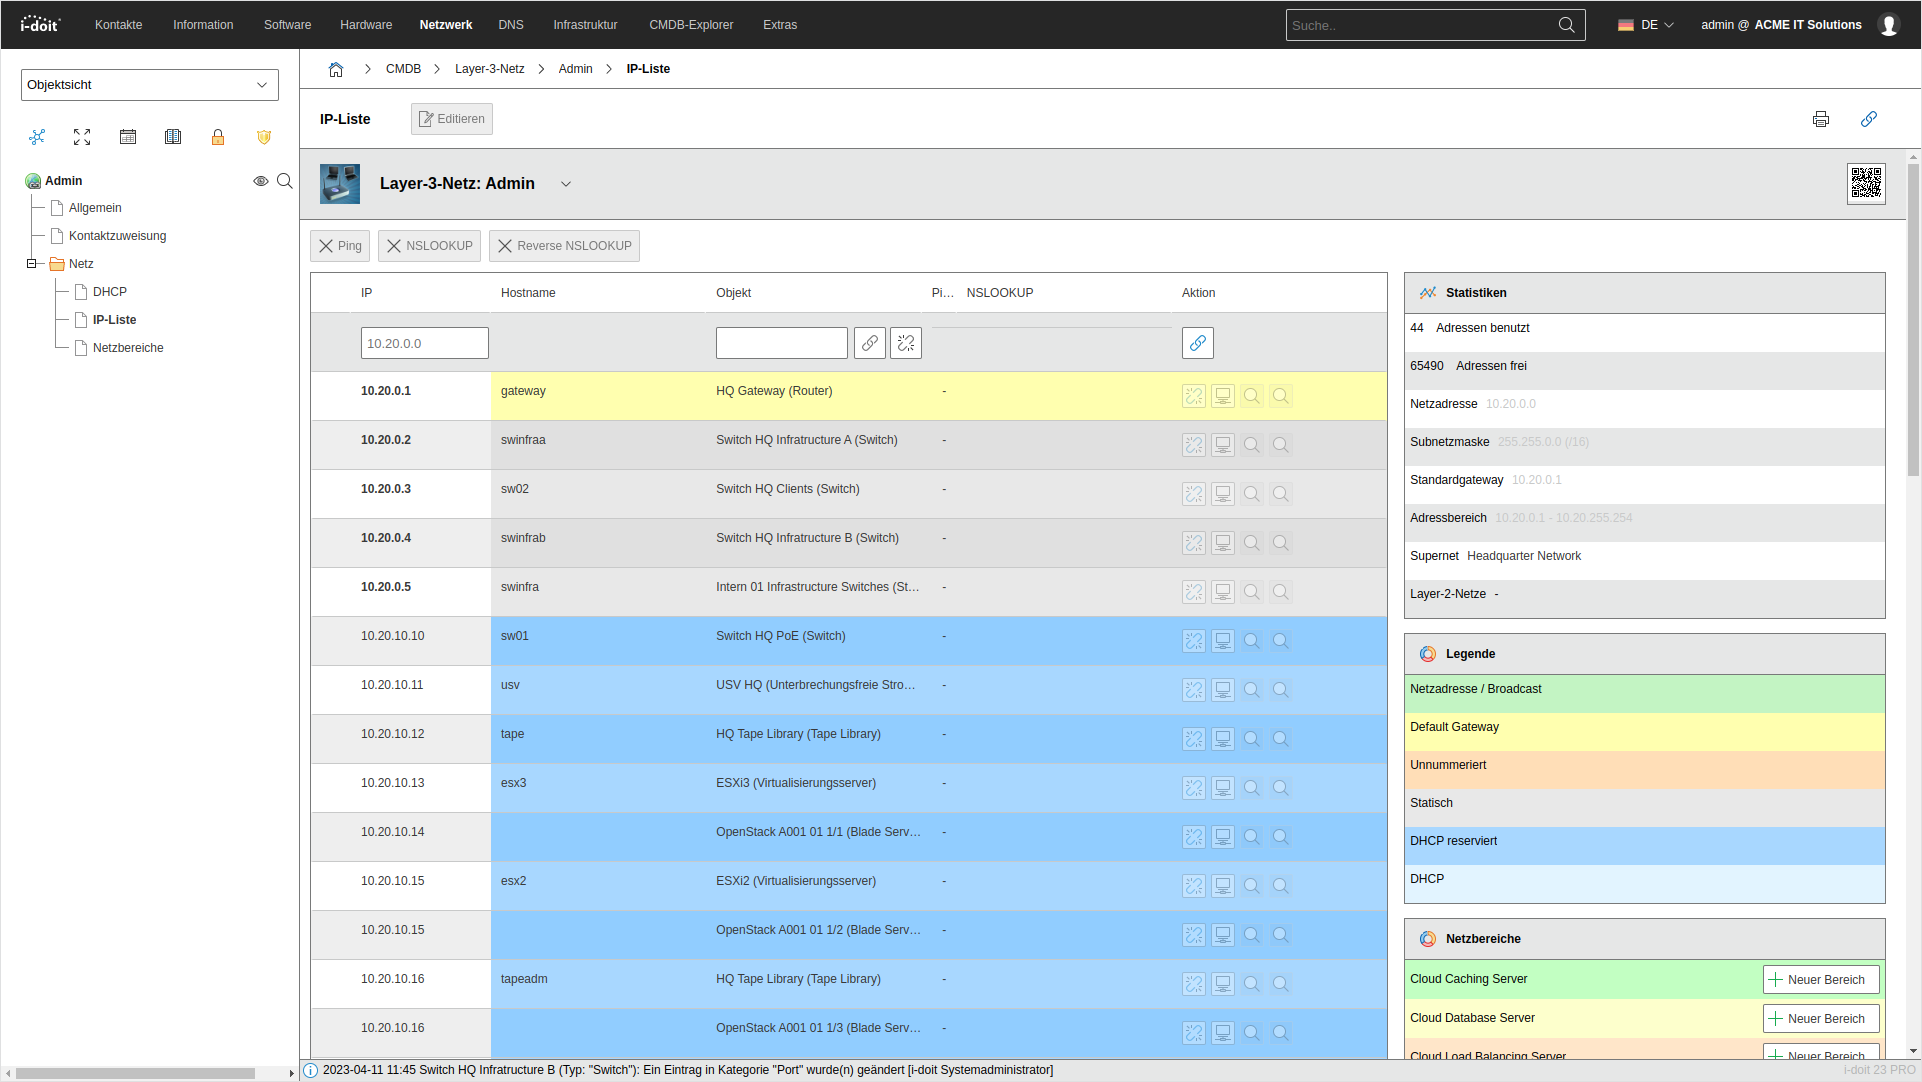 i-doit Kontakte Information Software Hardware Netzwerk DNS Infrastruktur CMDB-Explorer Extras Suche.. DE admin @ ACME IT Solutions
Objektsicht
CMDB Layer-3-Netz Admin IP-Liste
IP-Liste Editieren
Admin
Allgemein
Kontaktzuweisung
Netz
DHCP
IP-Liste
Netzbereiche
Layer-3-Netz: Admin
Ping NSLOOKUP Reverse NSLOOKUP
IP Hostname Objekt Pi... NSLOOKUP Aktion
10.20.0.0
10.20.0.1 gateway HQ Gateway (Router) -
10.20.0.2 swinfraa Switch HQ Infratructure A (Switch) -
10.20.0.3 sw02 Switch HQ Clients (Switch) -
10.20.0.4 swinfrab Switch HQ Infratructure B (Switch) -
10.20.0.5 swinfra Intern 01 Infrastructure Switches (St... -
10.20.10.10 sw01 Switch HQ PoE (Switch) -
10.20.10.11 usv USV HQ (Unterbrechungsfreie Stro... -
10.20.10.12 tape HQ Tape Library (Tape Library) -
10.20.10.13 esx3 ESXi3 (Virtualisierungsserver) -
10.20.10.14 OpenStack A001 01 1/1 (Blade Serv... -
10.20.10.15 esx2 ESXi2 (Virtualisierungsserver) -
10.20.10.15 OpenStack A001 01 1/2 (Blade Serv... -
10.20.10.16 tapeadm HQ Tape Library (Tape Library) -
10.20.10.16 OpenStack A001 01 1/3 (Blade Serv... -
Statistiken
44 Adressen benutzt
65490 Adressen frei
Netzadresse 10.20.0.0
Subnetzmaske 255.255.0.0 (/16)
Standardgateway 10.20.0.1
Adressbereich 10.20.0.1 - 10.20.255.254
Supernet Headquarter Network
Layer-2-Netze -
Legende
Netzadresse / Broadcast
Default Gateway
Unnummeriert
Statisch
DHCP reserviert
DHCP
Netzbereiche
Cloud Caching Server Neuer Bereich
Cloud Database Server Neuer Bereich
Cloud Load Balancing Server Neuer Bereich
2023-04-11 11:45 Switch HQ Infratructure B (Typ: "Switch"): Ein Eintrag in Kategorie "Port" wurde(n) geändert [i-doit Systemadministrator] i-doit 23 PRO